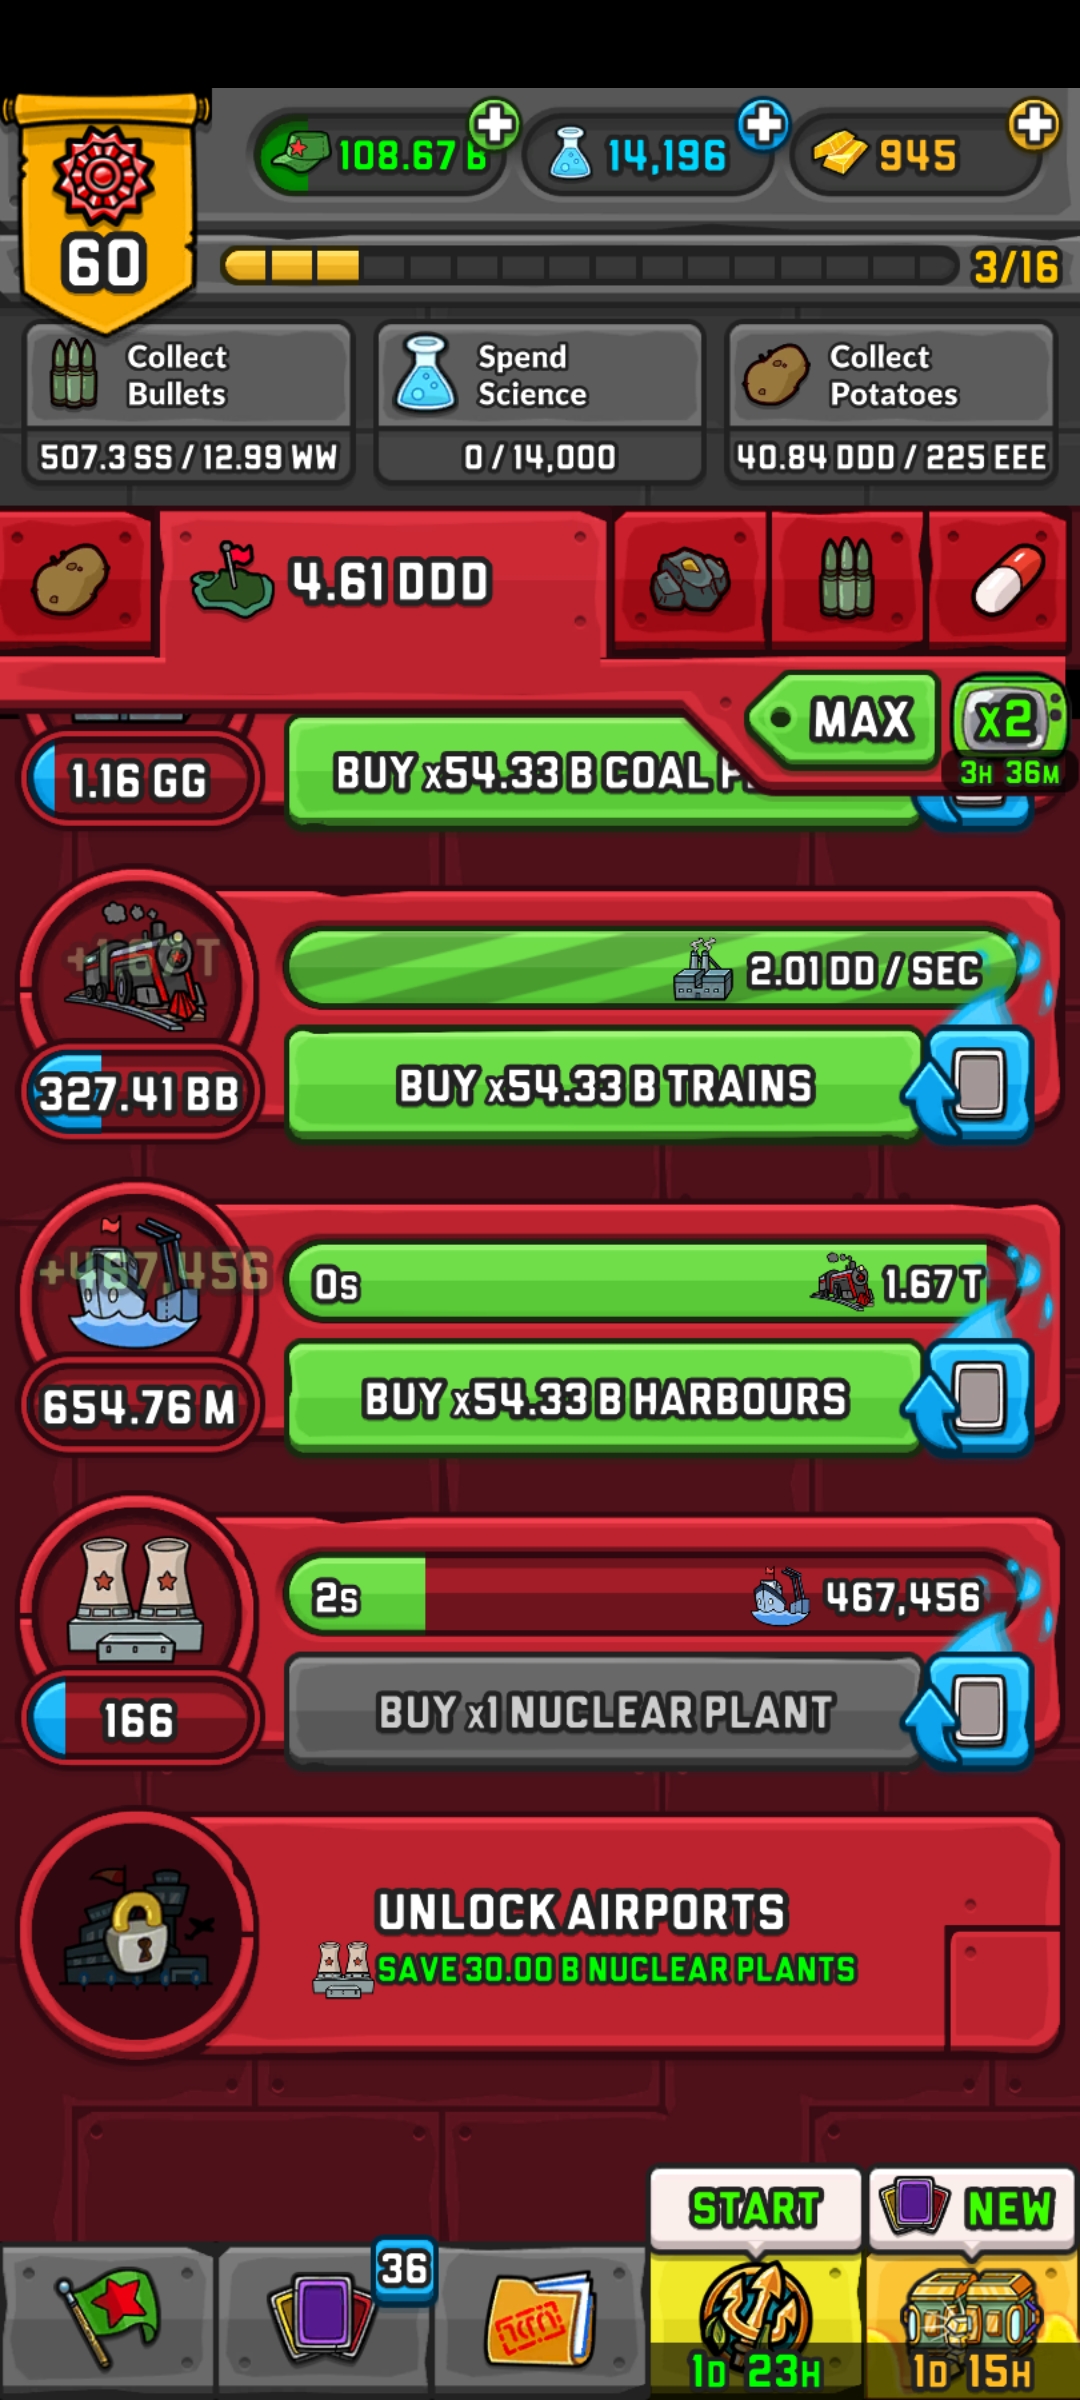 108.67 B
14,196
945
60
3/16
Collect
Bullets
507.3 SS / 12.99 WW
Spend
Science
0 / 14,000
Collect
Potatoes
40.84 DDD / 225 EEE
4.61 DDD
MAX
x2
3H 36M
1.16 GG
BUY x54.33 B COAL
2.01 DD / SEC
327.41 BB
BUY x54.33 B TRAINS
+467,456
0s
1.67 T
654.76 M
BUY x54.33 B HARBOURS
2s
467,456
166
BUY x1 NUCLEAR PLANT
UNLOCK AIRPORTS
SAVE 30.00 B NUCLEAR PLANTS
START
NEW
36
1D 23H
1D 15H